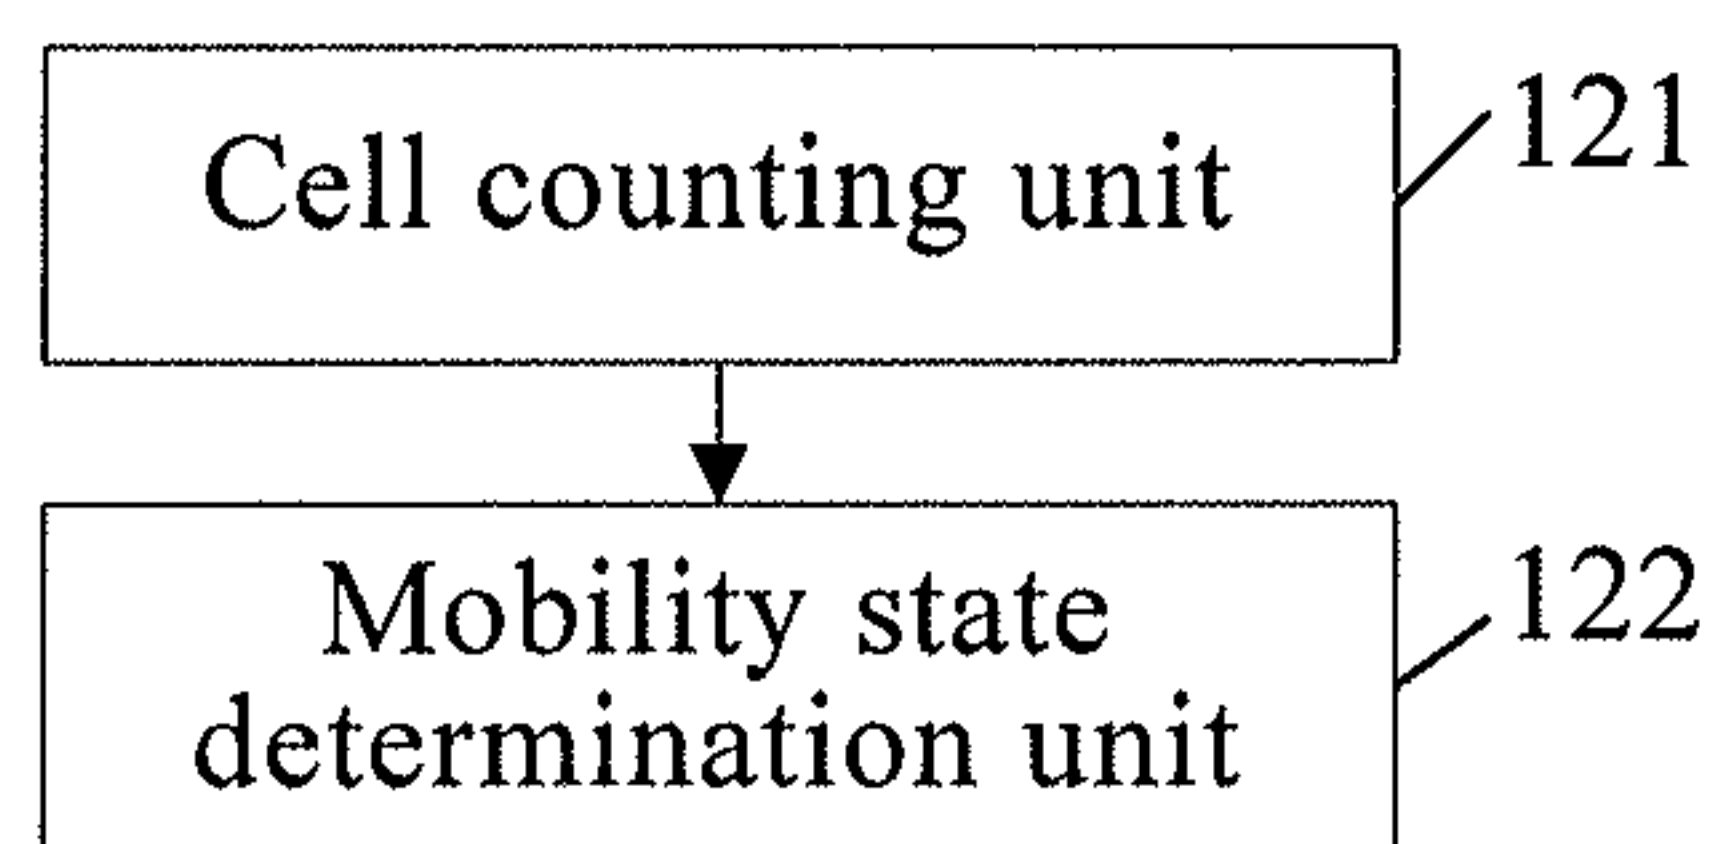 Cell counting unit
121
Mobility state
determination unit
122